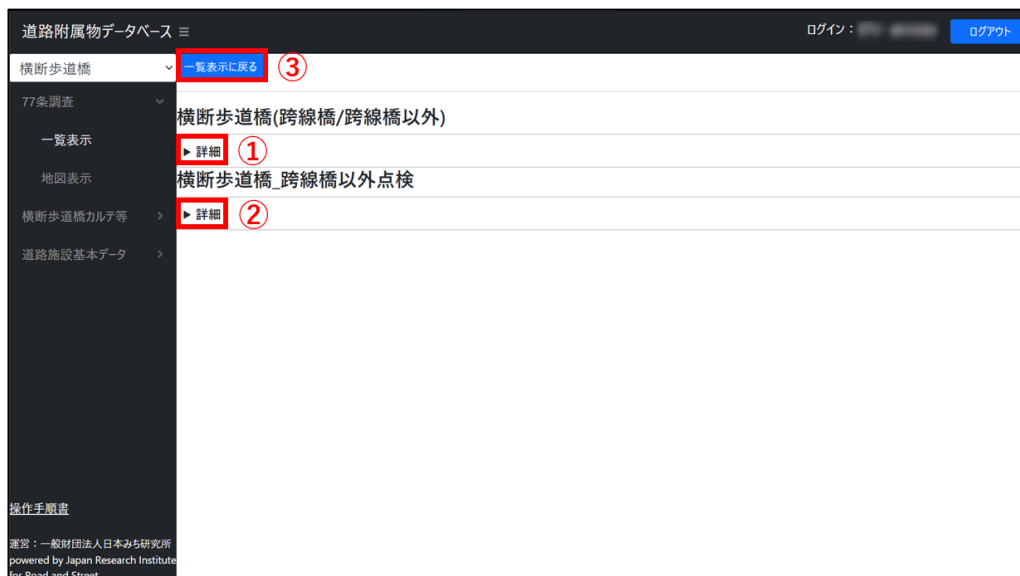 道路附属物データベース ≡
ログイン：
ログアウト
横断歩道橋
一覧表示に戻る
③
77条調査
横断歩道橋(跨線橋/跨線橋以外)
一覧表示
▶ 詳細
①
地図表示
横断歩道橋_跨線橋以外点検
横断歩道橋カルテ等
▶ 詳細
②
道路施設基本データ
操作手順書
運営：一般財団法人日本みち研究所
powered by Japan Research Institute
for Road and Street